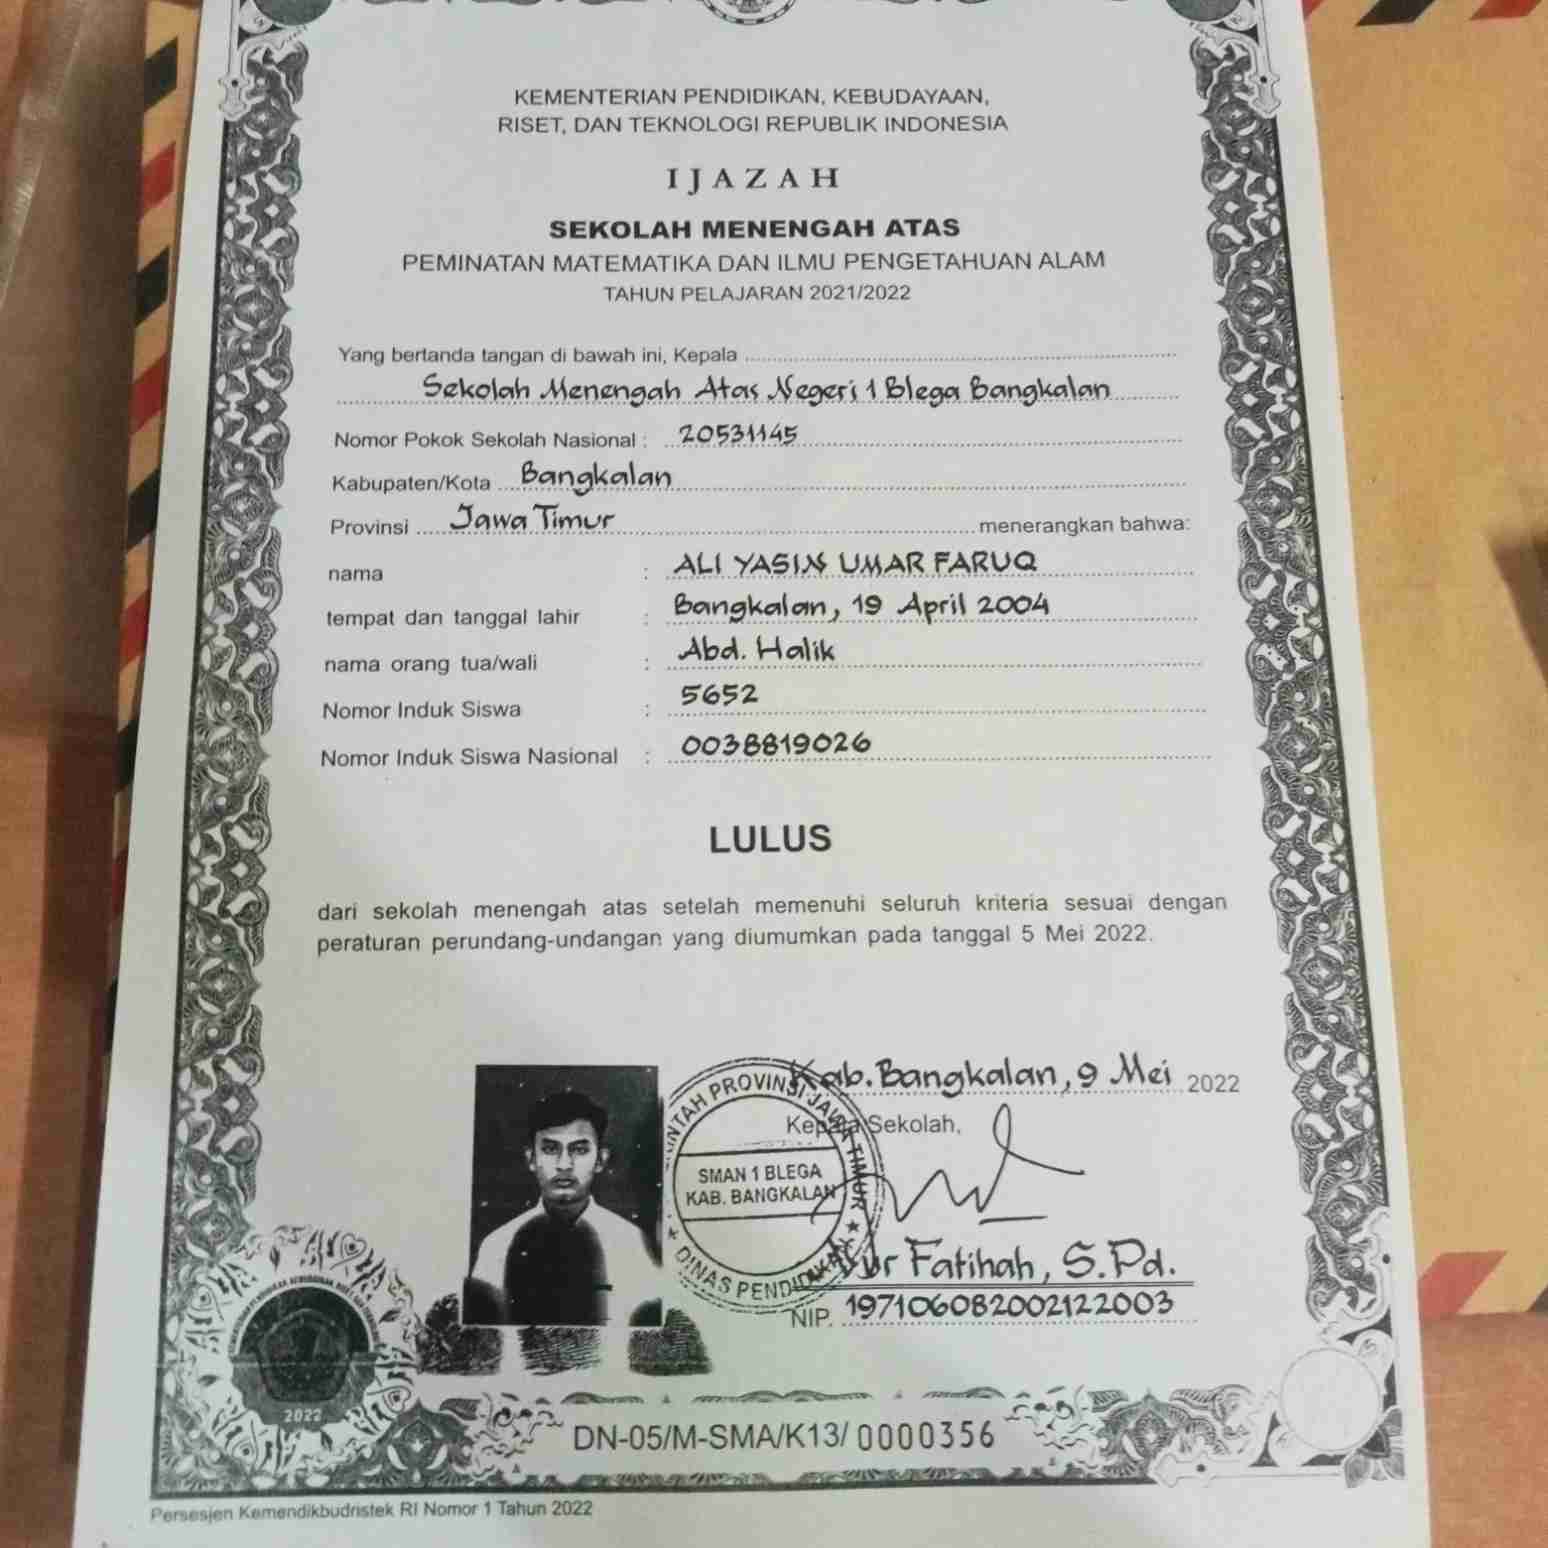 KEMENTERIAN PENDIDIKAN, KEBUDAYAAN,
RISET, DAN TEKNOLOGI REPUBLIK INDONESIA
IJAZAH
SEKOLAH MENENGAH ATAS
PEMINATAN MATEMATIKA DAN ILMU PENGETAHUAN ALAM
TAHUN PELAJARAN 2021/2022
Yang bertanda tangan di bawah ini, Kepala
Sekolah Menengah Atas Negeri 1 Blega Bangkalan
Nomor Pokok Sekolah Nasional : 20531145
Kabupaten/Kota Bangkalan
Provinsi Jawa Timur menerangkan bahwa:
nama : ALI YASIN UMAR FARUQ
tempat dan tanggal lahir : Bangkalan, 19 April 2004
nama orang tua/wali : Abd. Halik
Nomor Induk Siswa : 5652
Nomor Induk Siswa Nasional : 0038819026
LULUS
dari sekolah menengah atas setelah memenuhi seluruh kriteria sesuai dengan
peraturan perundang-undangan yang diumumkan pada tanggal 5 Mei 2022.
Kab. Bangkalan, 9 Mei 2022
Kepala Sekolah,
PROVINSI JAWA TIMUR
SMAN 1 BLEGA
KAB. BANGKALAN
DINAS PENDIDIKAN
Nur Fatihah, S.Pd.
NIP. 197106082002122003
2022
DN-05/M-SMA/K13/0000356
Persesjen Kemendikbudristek RI Nomor 1 Tahun 2022